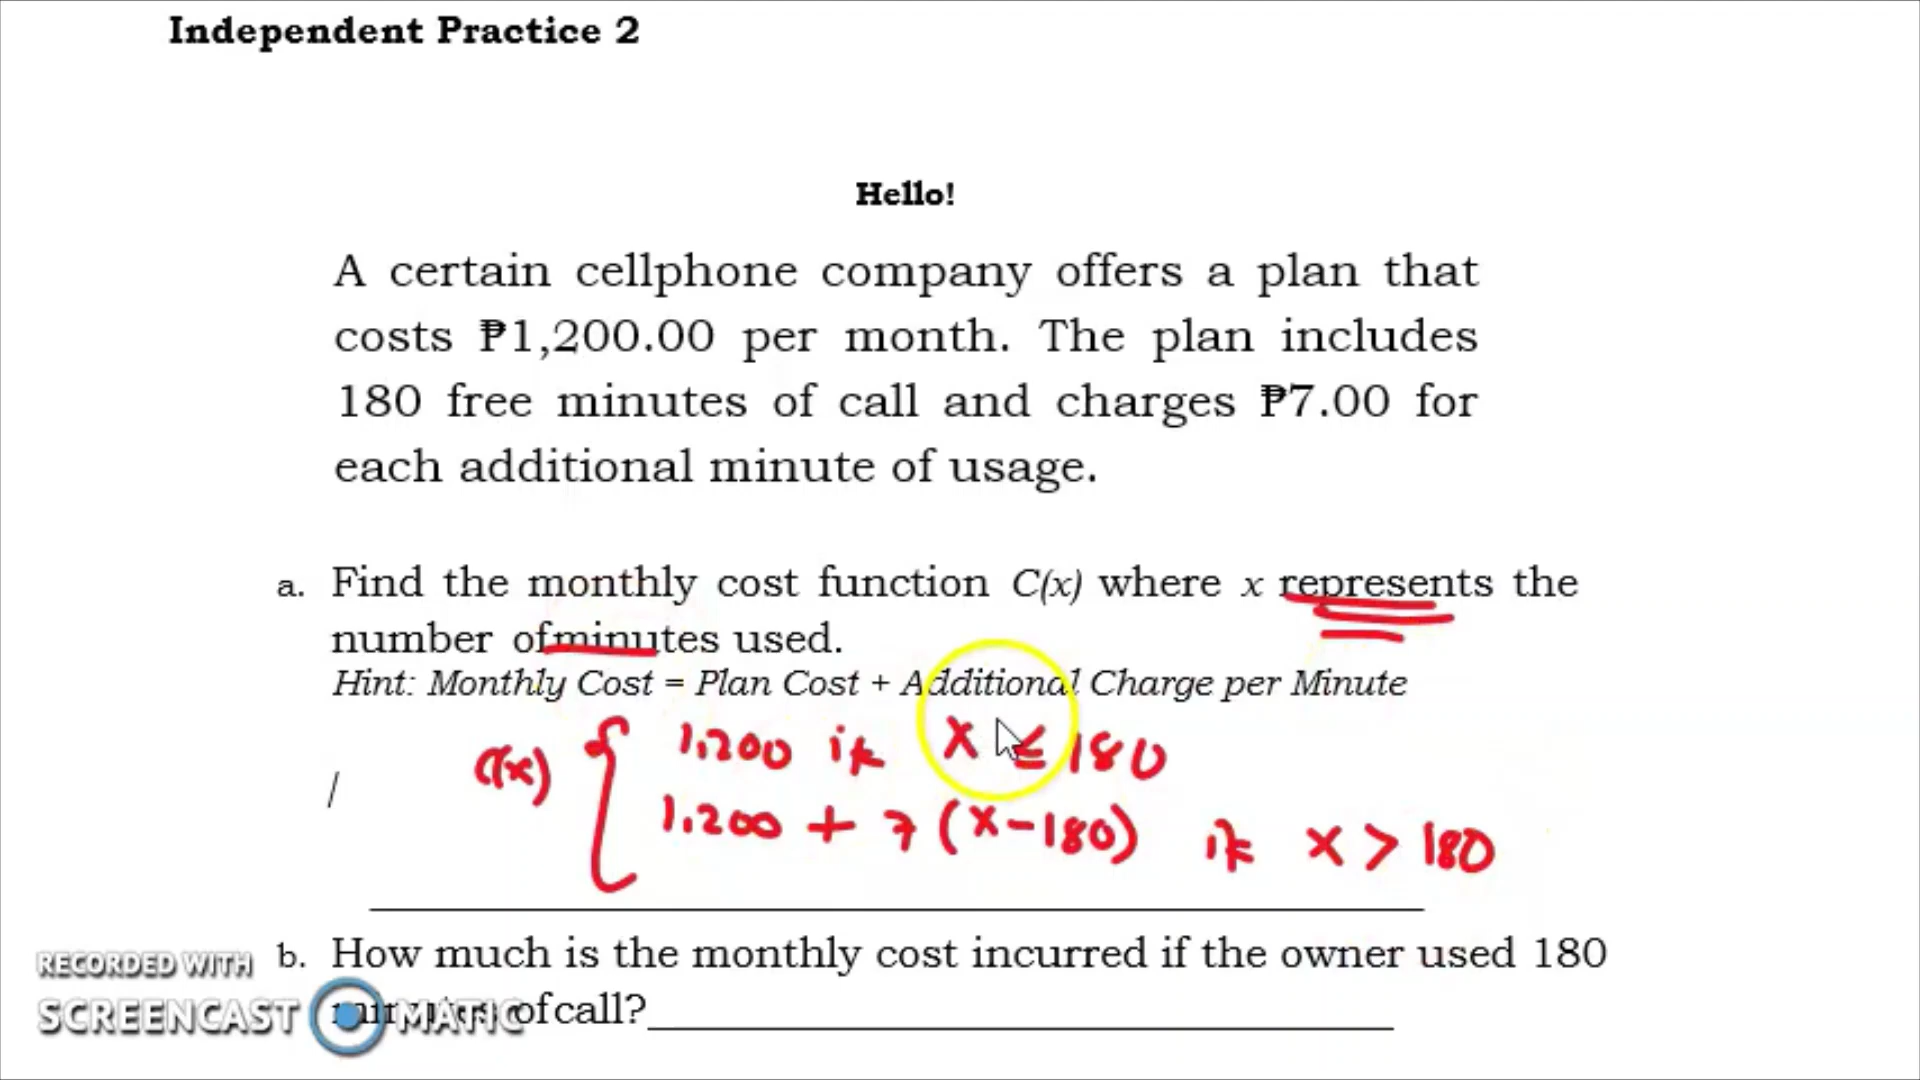 Independent Practice 2
Hello!
A certain cellphone company offers a plan that
costs ₱1,200.00 per month. The plan includes
180 free minutes of call and charges ₱7.00 for
each additional minute of usage.
a. Find the monthly cost function C(x) where x represents the
number ofminutes used.
Hint: Monthly Cost = Plan Cost + Additional Charge per Minute
C(x) { 1.200 if x ≤ 180
1.200 + 7 (x-180) if x > 180
/
b. How much is the monthly cost incurred if the owner used 180
minutes ofcall?
RECORDED WITH
SCREENCAST MATIC